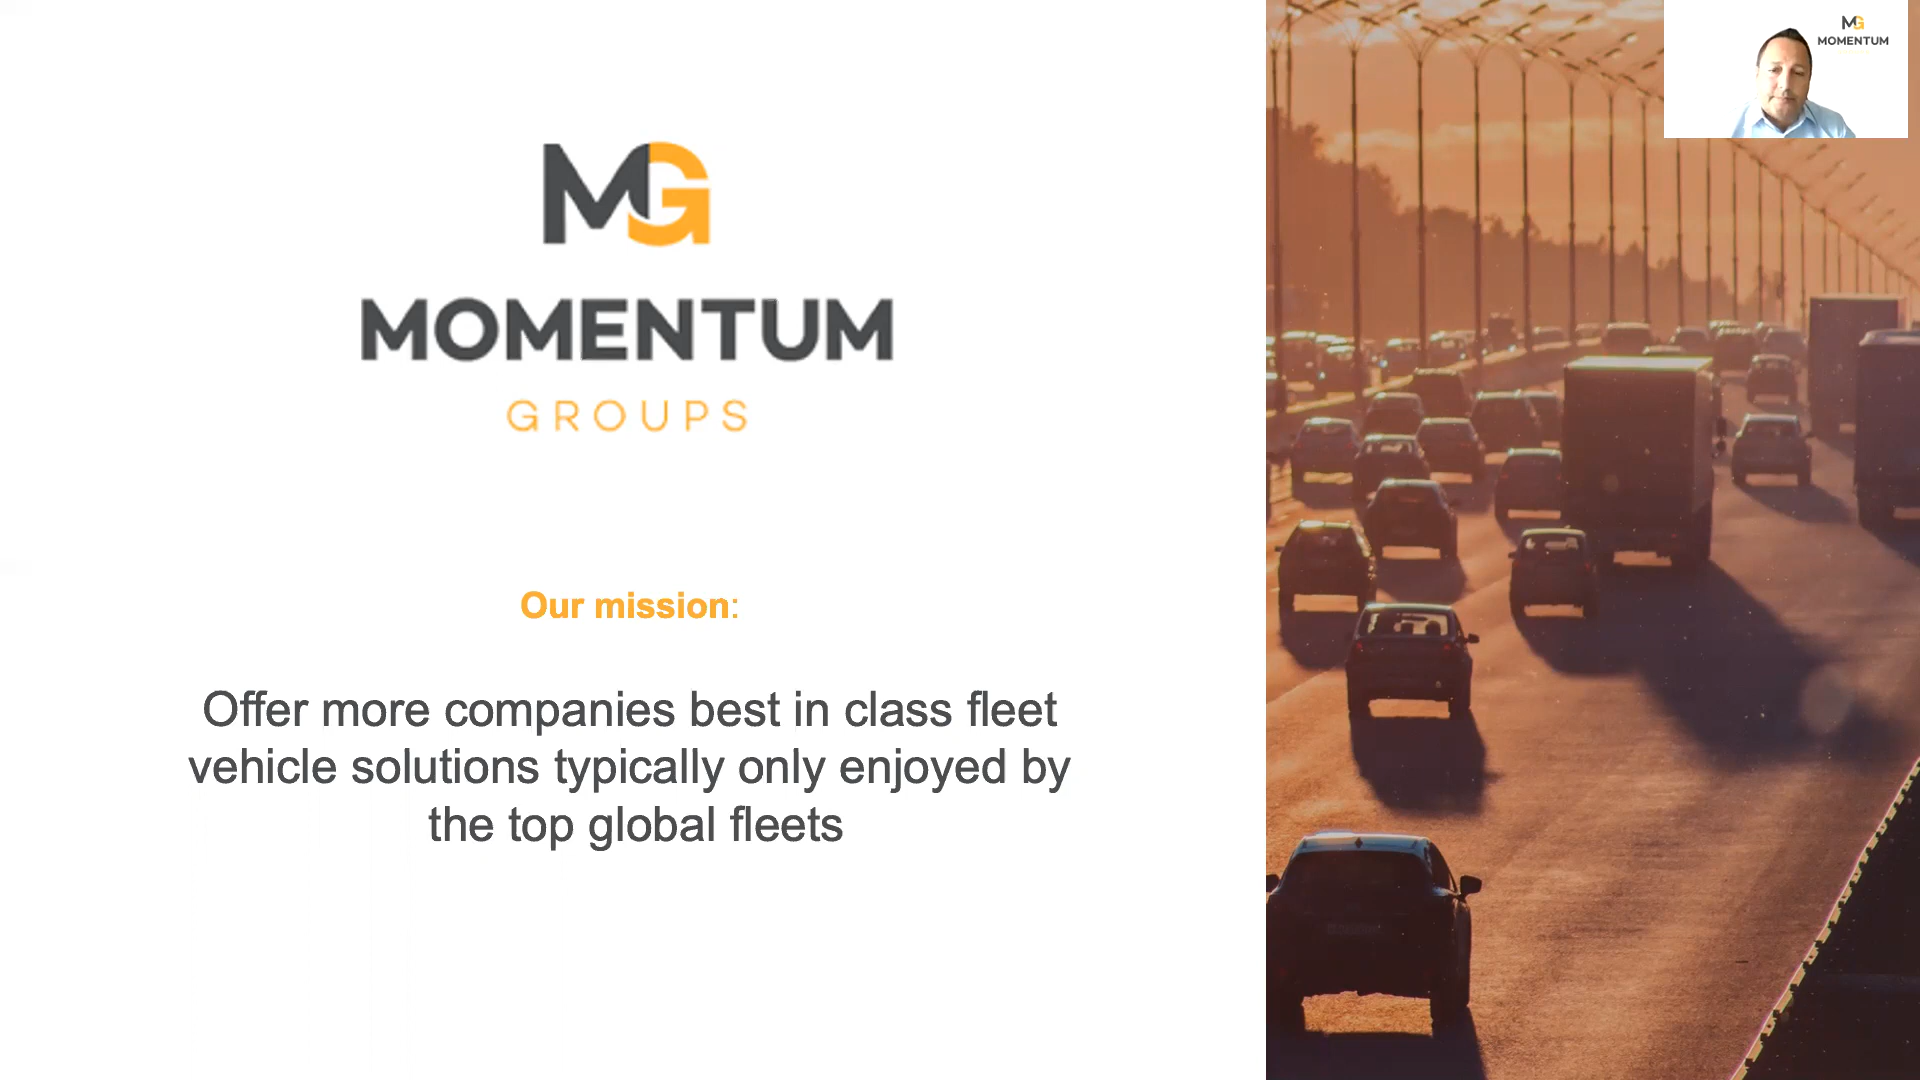 MG
MOMENTUM
GROUPS
Our mission:
Offer more companies best in class fleet
vehicle solutions typically only enjoyed by
the top global fleets
MG
MOMENTUM